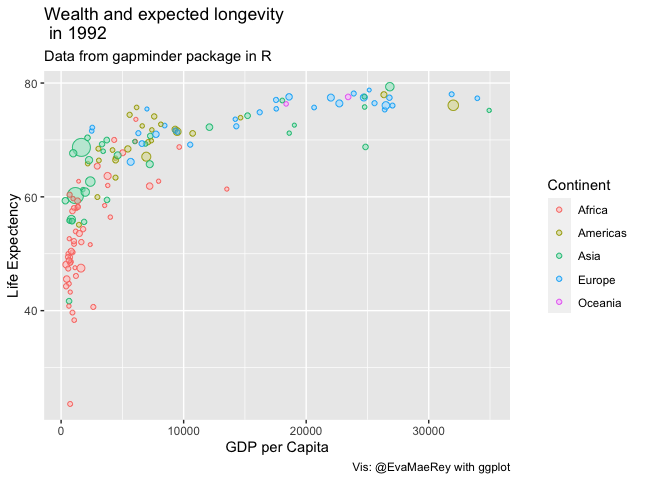 Wealth and expected longevity
in 1992
Data from gapminder package in R
80
60
40
Life Expectency
0
10000
20000
30000
GDP per Capita
Continent
Africa
Americas
Asia
Europe
Oceania
Vis: @EvaMaeRey with ggplot